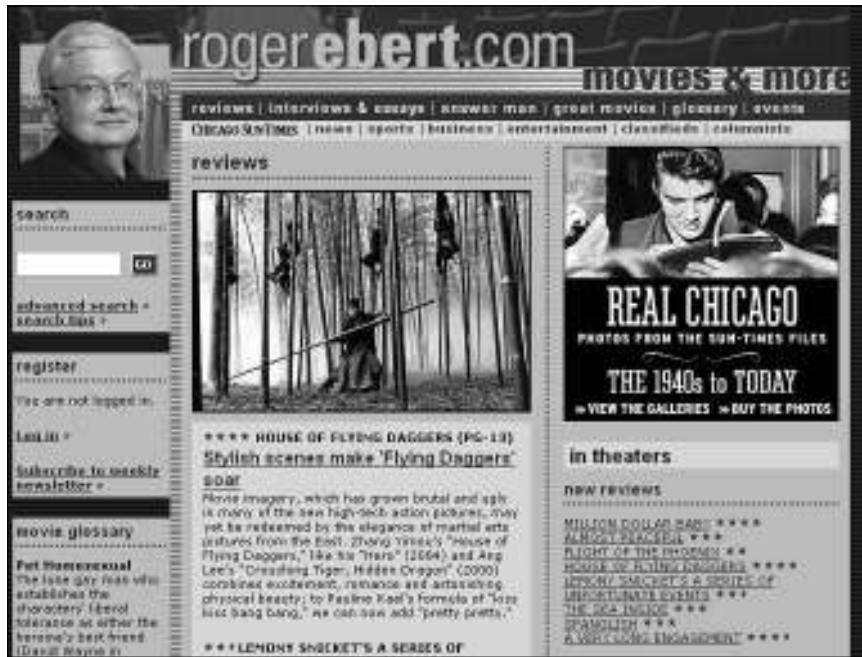 rogerebert.com
movies & more
reviews | interviews & essays | answer man | great movies | glossary | events
CHICAGO SUN-TIMES | news | sports | business | entertainment | classifieds | columnists
search
GO
advanced search »
search tips »
register
You are not logged in.
Log in »
Subscribe to weekly
newsletter »
movie glossary
Pet Homosexual
The lone gay man who
establishes the
characters' liberal
tolerance as either the
heroine's best friend
(David Wayne in
reviews
**** HOUSE OF FLYING DAGGERS (PG-13)
Stylish scenes make 'Flying Daggers'
soar
Movie imagery, which has grown brutal and ugly
in many of the new high-tech action pictures, may
yet be redeemed by the elegance of martial arts
pictures from the East. Zhang Yimou's "House of
Flying Daggers," like his "Hero" (2004) and Ang
Lee's "Crouching Tiger, Hidden Dragon" (2000)
combines excitement, romance and astonishing
physical beauty; to Pauline Kael's formula of "kiss
kiss bang bang," we can now add "pretty pretty."
***LEMONY SNICKET'S A SERIES OF
REAL CHICAGO
PHOTOS FROM THE SUN-TIMES FILES
THE 1940s to TODAY
»VIEW THE GALLERIES »BUY THE PHOTOS
in theaters
new reviews
MILLION DOLLAR BABY ****
ALMOST PEACEFUL ***
FLIGHT OF THE PHOENIX **
HOUSE OF FLYING DAGGERS ****
LEMONY SNICKET'S A SERIES OF
UNFORTUNATE EVENTS ***
THE SEA INSIDE ***
SPANGLISH ***
A VERY LONG ENGAGEMENT ****